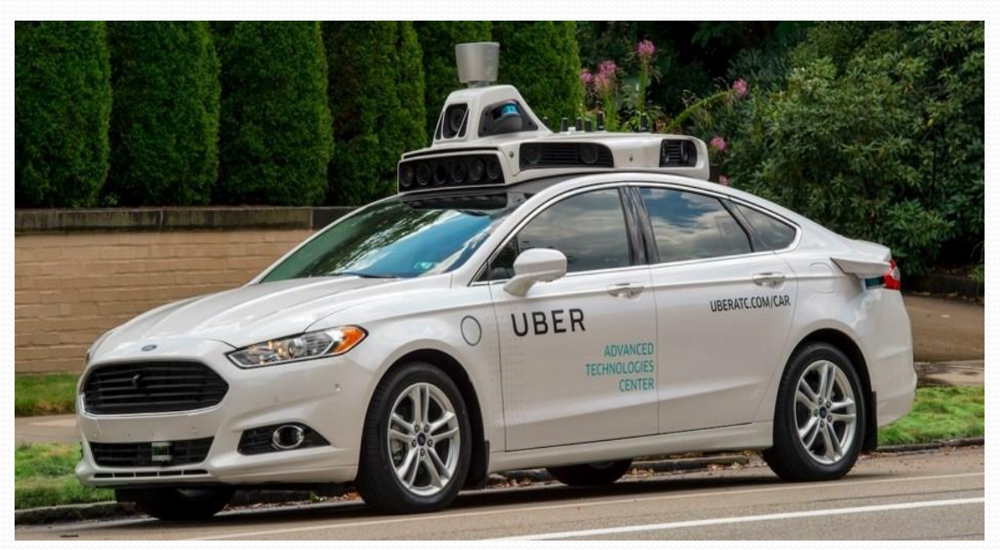 UBER
ADVANCED
TECHNOLOGIES
CENTER
UBERATC.COM/CAR